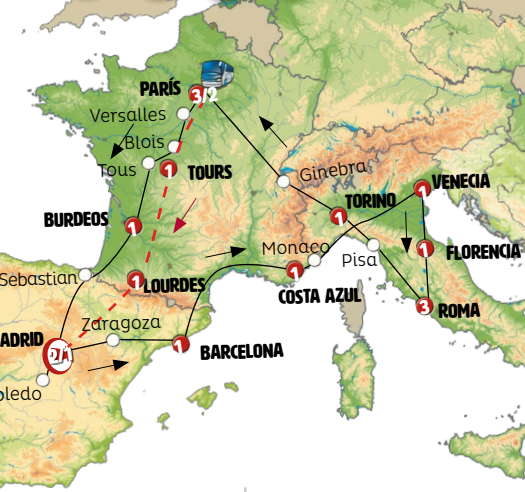 PARÍS
3/2
Versalles
Blois
Tous
1
TOURS
Ginebra
VENECIA
1
TORINO
1
BURDEOS
1
Monaco
Pisa
1
FLORENCIA
Sebastian
1
LOURDES
1
COSTA AZUL
3
ROMA
Zaragoza
ADRID
1
BARCELONA
oledo